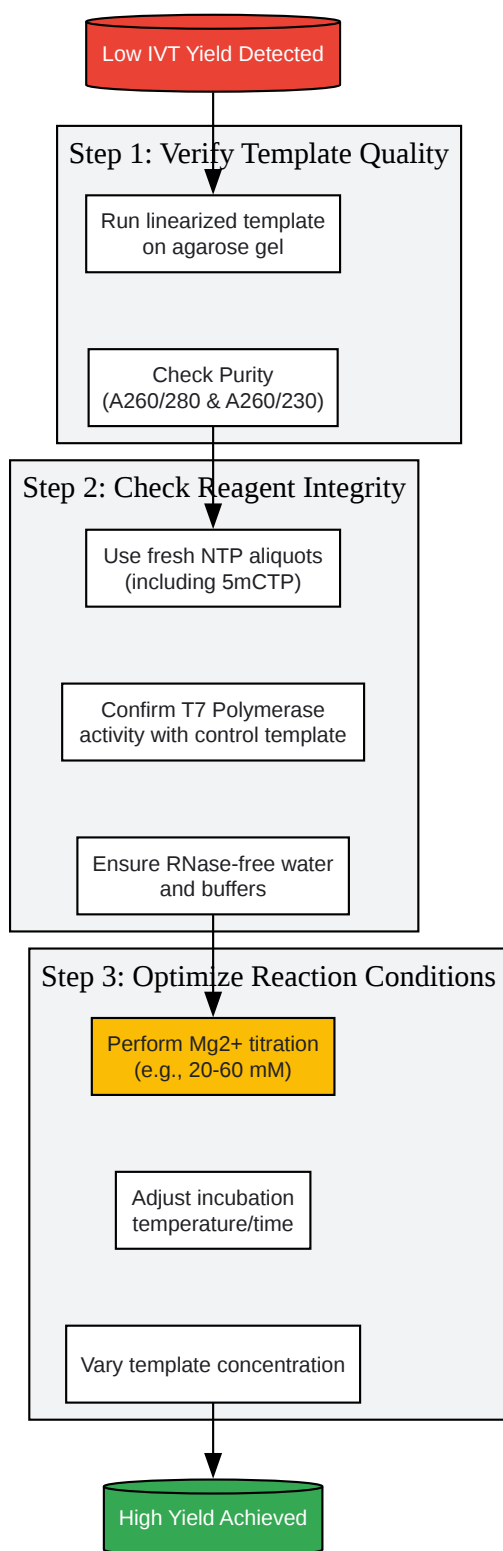 Low IVT Yield Detected
Step 1: Verify Template Quality
Run linearized template
on agarose gel
Check Purity
(A260/280 & A260/230)
Step 2: Check Reagent Integrity
Use fresh NTP aliquots
(including 5mCTP)
Confirm T7 Polymerase
activity with control template
Ensure RNase-free water
and buffers
Step 3: Optimize Reaction Conditions
Perform Mg2+ titration
(e.g., 20-60 mM)
Adjust incubation
temperature/time
Vary template concentration
High Yield Achieved